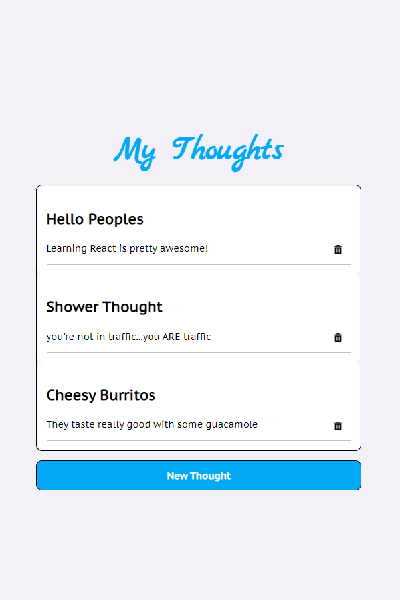 My Thoughts
Hello Peoples
Learning React is pretty awesome!
Shower Thought
you're not in traffic...you ARE traffic
Cheesy Burritos
They taste really good with some guacamole
New Thought